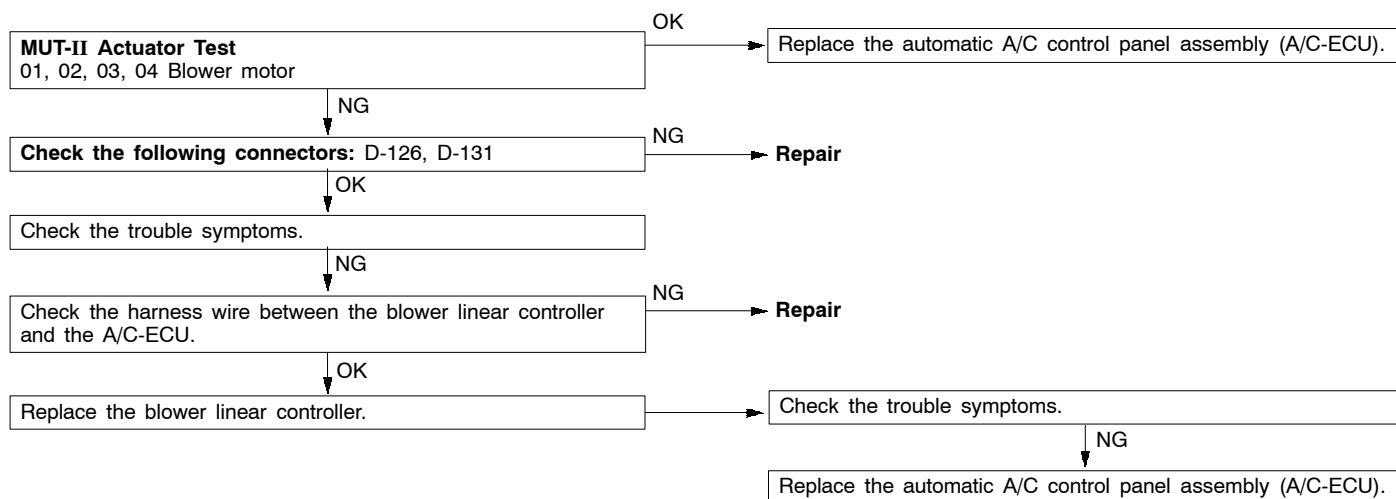 MUT-II Actuator Test
01, 02, 03, 04 Blower motor
OK
Replace the automatic A/C control panel assembly (A/C-ECU).
NG
Check the following connectors: D-126, D-131
NG
Repair
OK
Check the trouble symptoms.
NG
Check the harness wire between the blower linear controller
and the A/C-ECU.
NG
Repair
OK
Replace the blower linear controller.
Check the trouble symptoms.
NG
Replace the automatic A/C control panel assembly (A/C-ECU).